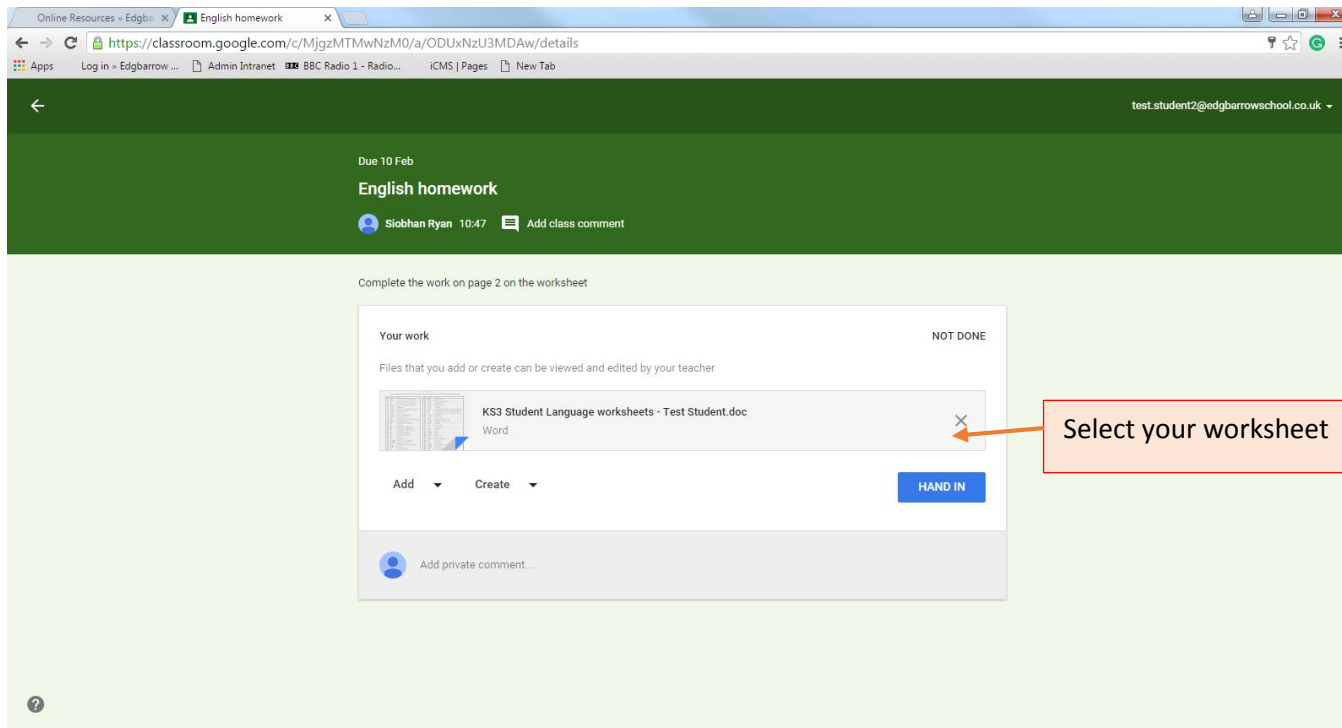 Online Resources » Edgba
English homework
https://classroom.google.com/c/MjgzMTMwNzM0/a/ODUxNzU3MDAw/details
Apps Log in » Edgbarrow ... Admin Intranet BBC Radio 1 - Radio... iCMS | Pages New Tab
test.student2@edgbarrowschool.co.uk
Due 10 Feb
English homework
Siobhan Ryan 10:47 Add class comment
Complete the work on page 2 on the worksheet
Your work NOT DONE
Files that you add or create can be viewed and edited by your teacher
KS3 Student Language worksheets - Test Student.doc
Word
Select your worksheet
Add Create HAND IN
Add private comment...